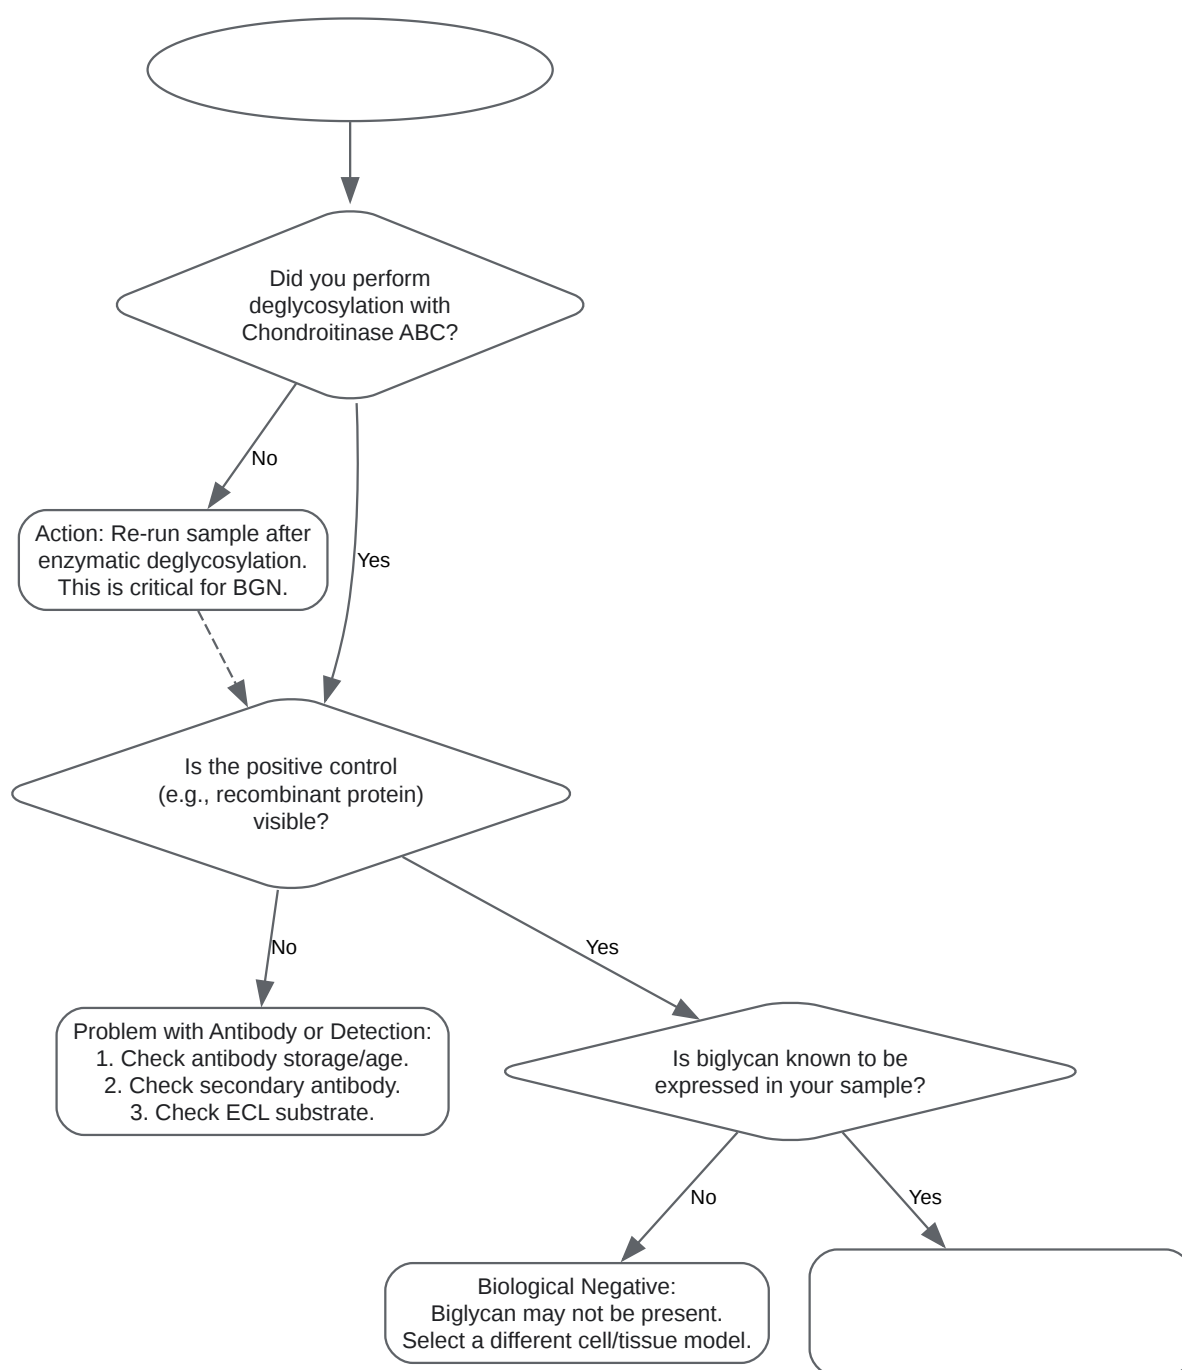 Did you perform
deglycosylation with
Chondroitinase ABC?
No
Action: Re-run sample after
enzymatic deglycosylation.
This is critical for BGN.
Yes
Is the positive control
(e.g., recombinant protein)
visible?
No
Yes
Problem with Antibody or Detection:
1. Check antibody storage/age.
2. Check secondary antibody.
3. Check ECL substrate.
Is biglycan known to be
expressed in your sample?
No
Yes
Biological Negative:
Biglycan may not be present.
Select a different cell/tissue model.